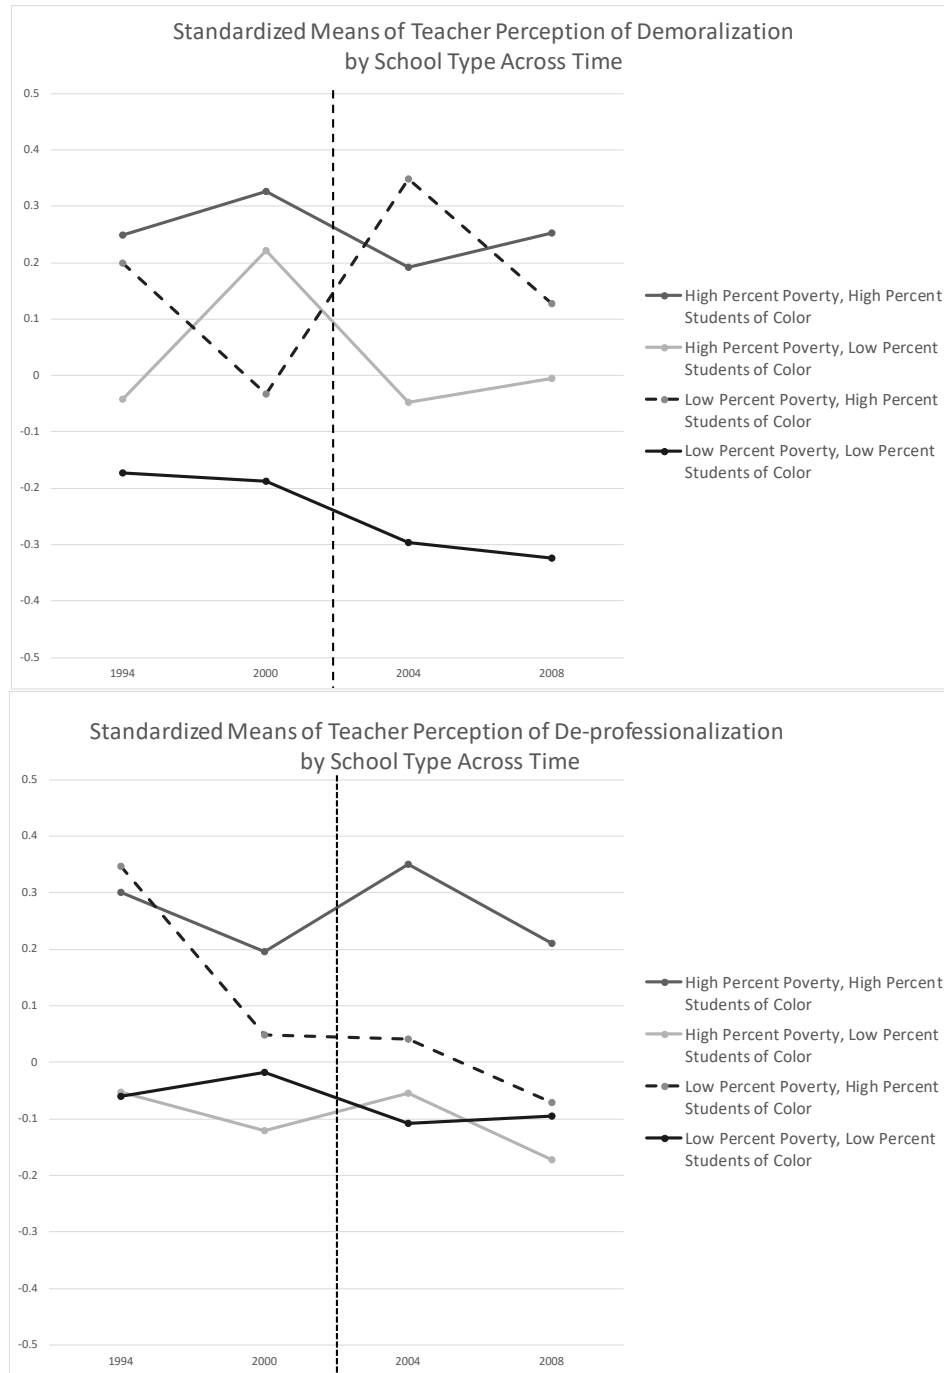 Standardized Means of Teacher Perception of Demoralization
by School Type Across Time
0.5
0.4
0.3
0.2
0.1
0
-0.1
-0.2
-0.3
-0.4
-0.5
1994
2000
2004
2008
High Percent Poverty, High Percent
Students of Color
High Percent Poverty, Low Percent
Students of Color
Low Percent Poverty, High Percent
Students of Color
Low Percent Poverty, Low Percent
Students of Color
Standardized Means of Teacher Perception of De-professionalization
by School Type Across Time
0.5
0.4
0.3
0.2
0.1
0
-0.1
-0.2
-0.3
-0.4
-0.5
1994
2000
2004
2008
High Percent Poverty, High Percent
Students of Color
High Percent Poverty, Low Percent
Students of Color
Low Percent Poverty, High Percent
Students of Color
Low Percent Poverty, Low Percent
Students of Color